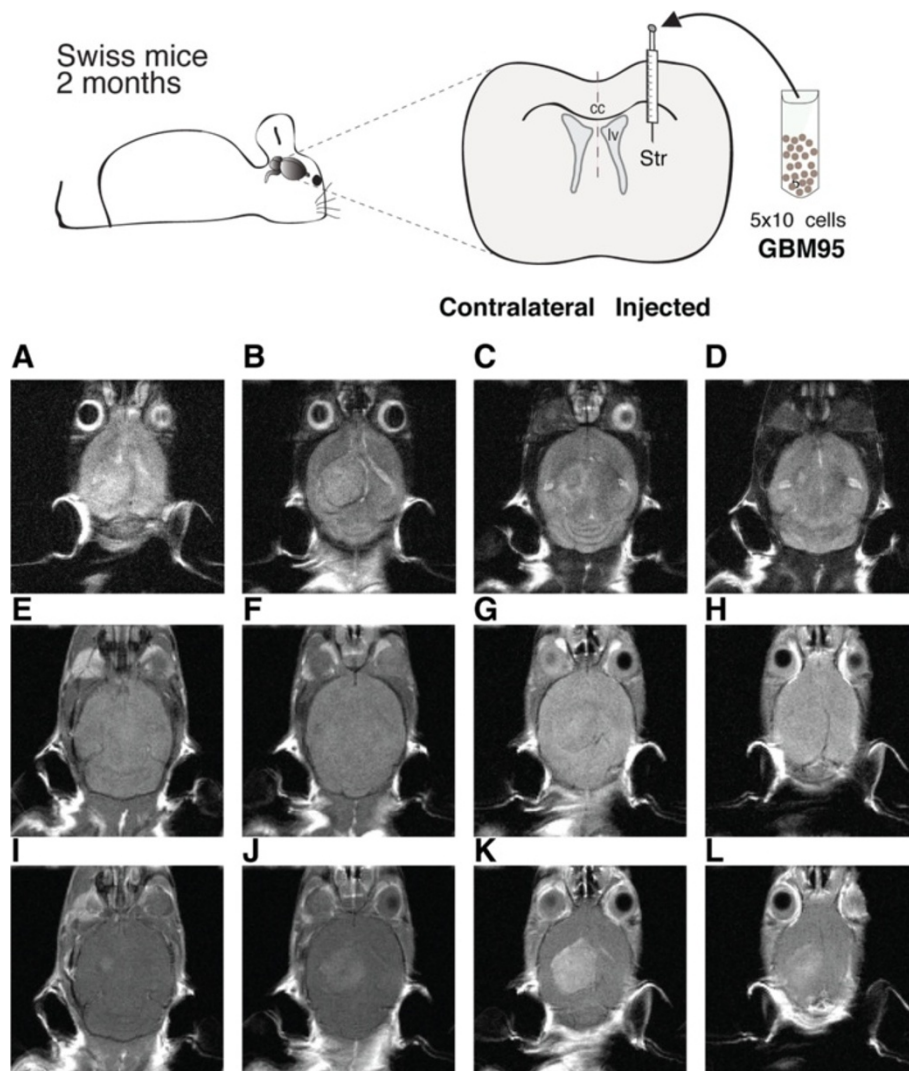 Swiss mice
2 months
cc
lv
Str
5x10 cells
GBM95
Contralateral Injected
A
B
C
D
E
F
G
H
I
J
K
L